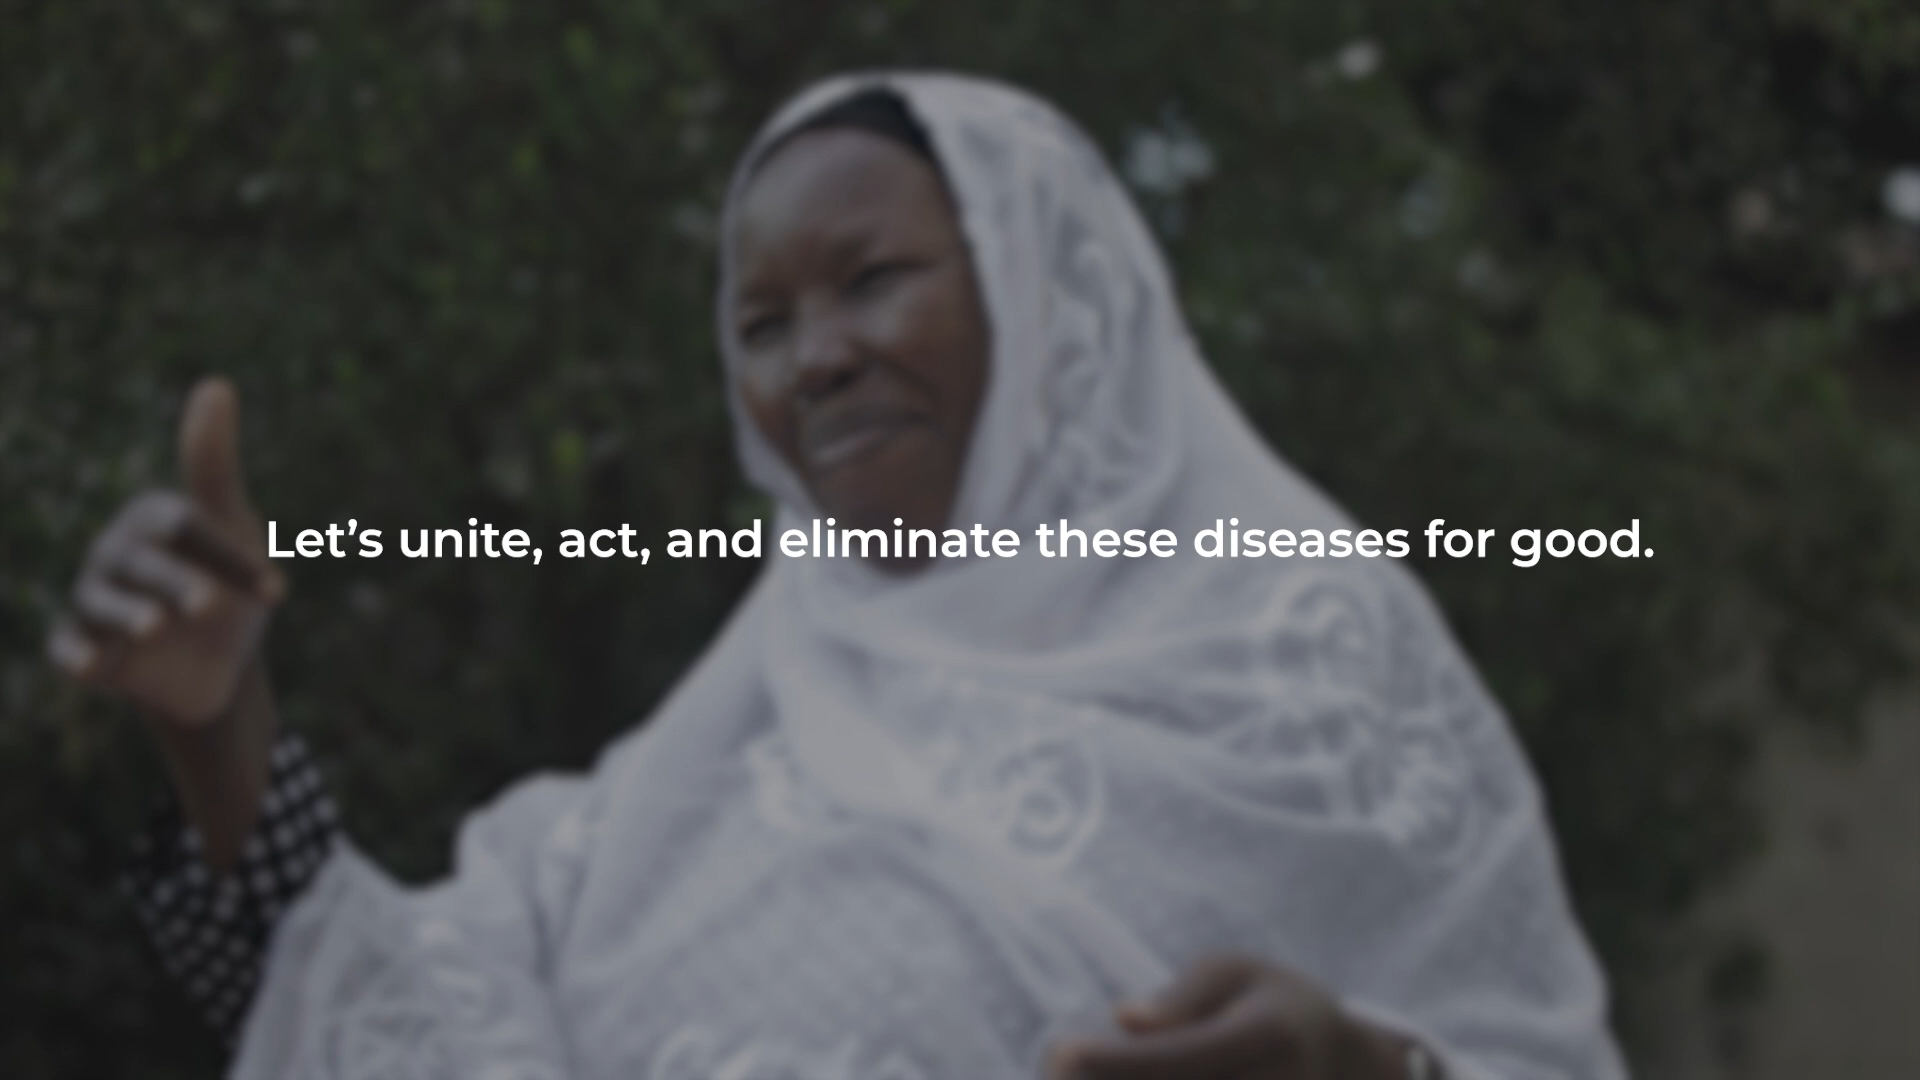 Let’s unite, act, and eliminate these diseases for good.